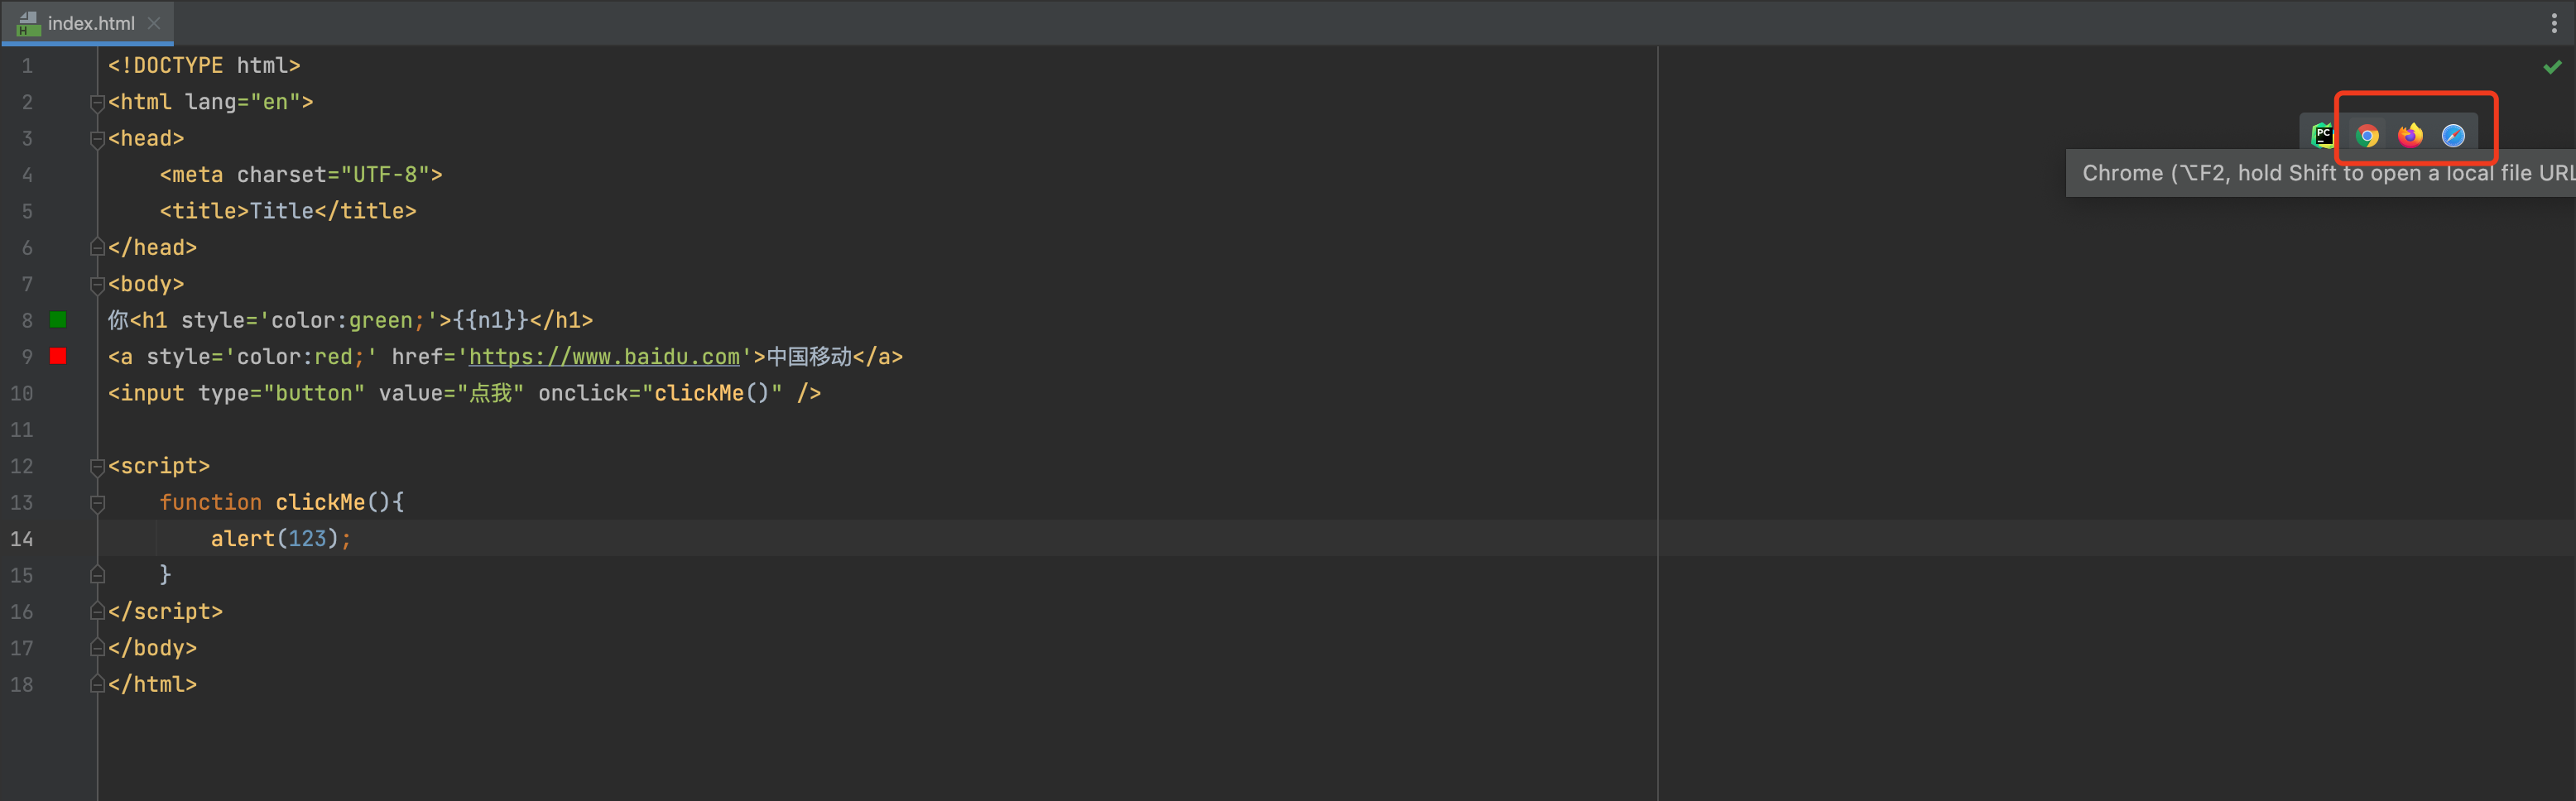 index.html
1 <!DOCTYPE html>
2 <html lang="en">
3 <head>
PC
Chrome (⌥F2, hold Shift to open a local file URL
4     <meta charset="UTF-8">
5     <title>Title</title>
6 </head>
7 <body>
8 你<h1 style='color:green;'>{{n1}}</h1>
9 <a style='color:red;' href='https://www.baidu.com'>中国移动</a>
10 <input type="button" value="点我" onclick="clickMe()" />
11
12 <script>
13     function clickMe(){
14         alert(123);
15     }
16 </script>
17 </body>
18 </html>